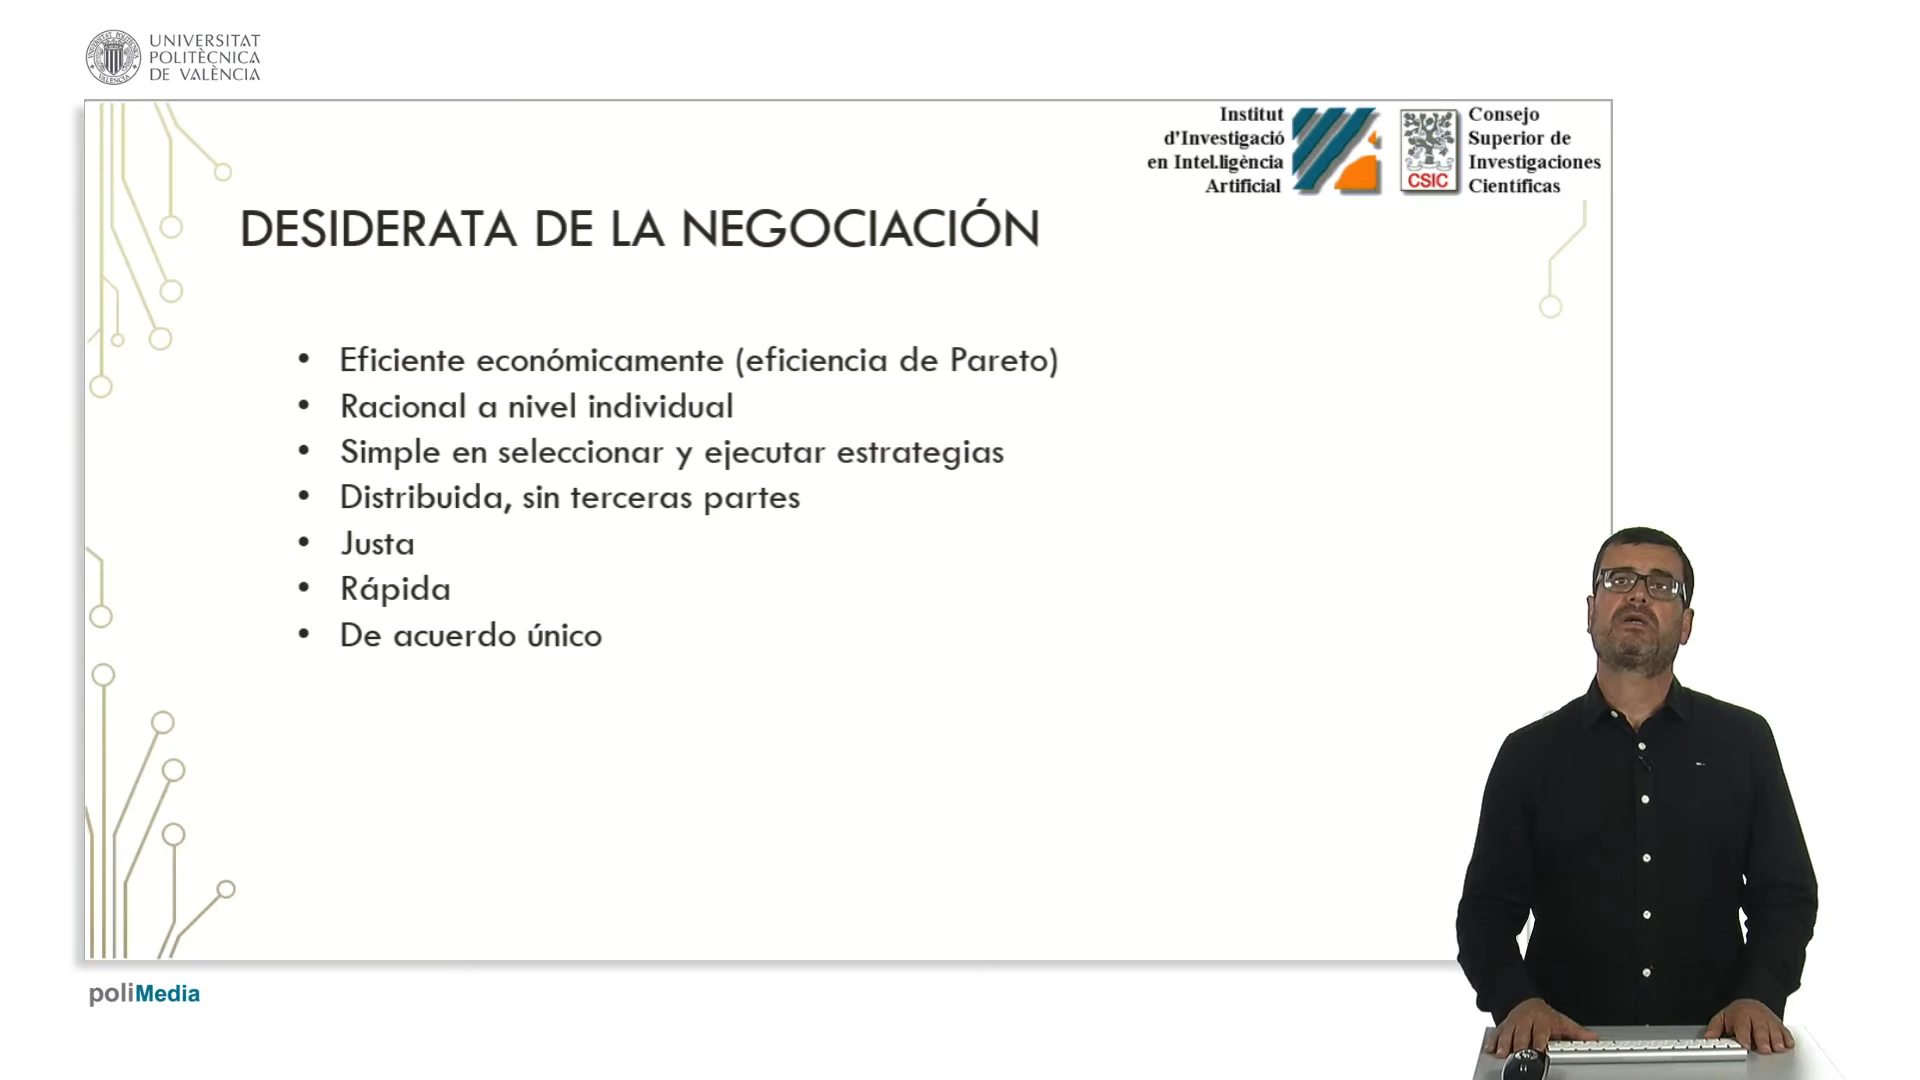 UNIVERSITAT
POLITÈCNICA
DE VALÈNCIA
Institut
d'Investigació
en Intel.ligència
Artificial
CSIC
Consejo
Superior de
Investigaciones
Científicas
DESIDERATA DE LA NEGOCIACIÓN
• Eficiente económicamente (eficiencia de Pareto)
• Racional a nivel individual
• Simple en seleccionar y ejecutar estrategias
• Distribuida, sin terceras partes
• Justa
• Rápida
• De acuerdo único
poliMedia